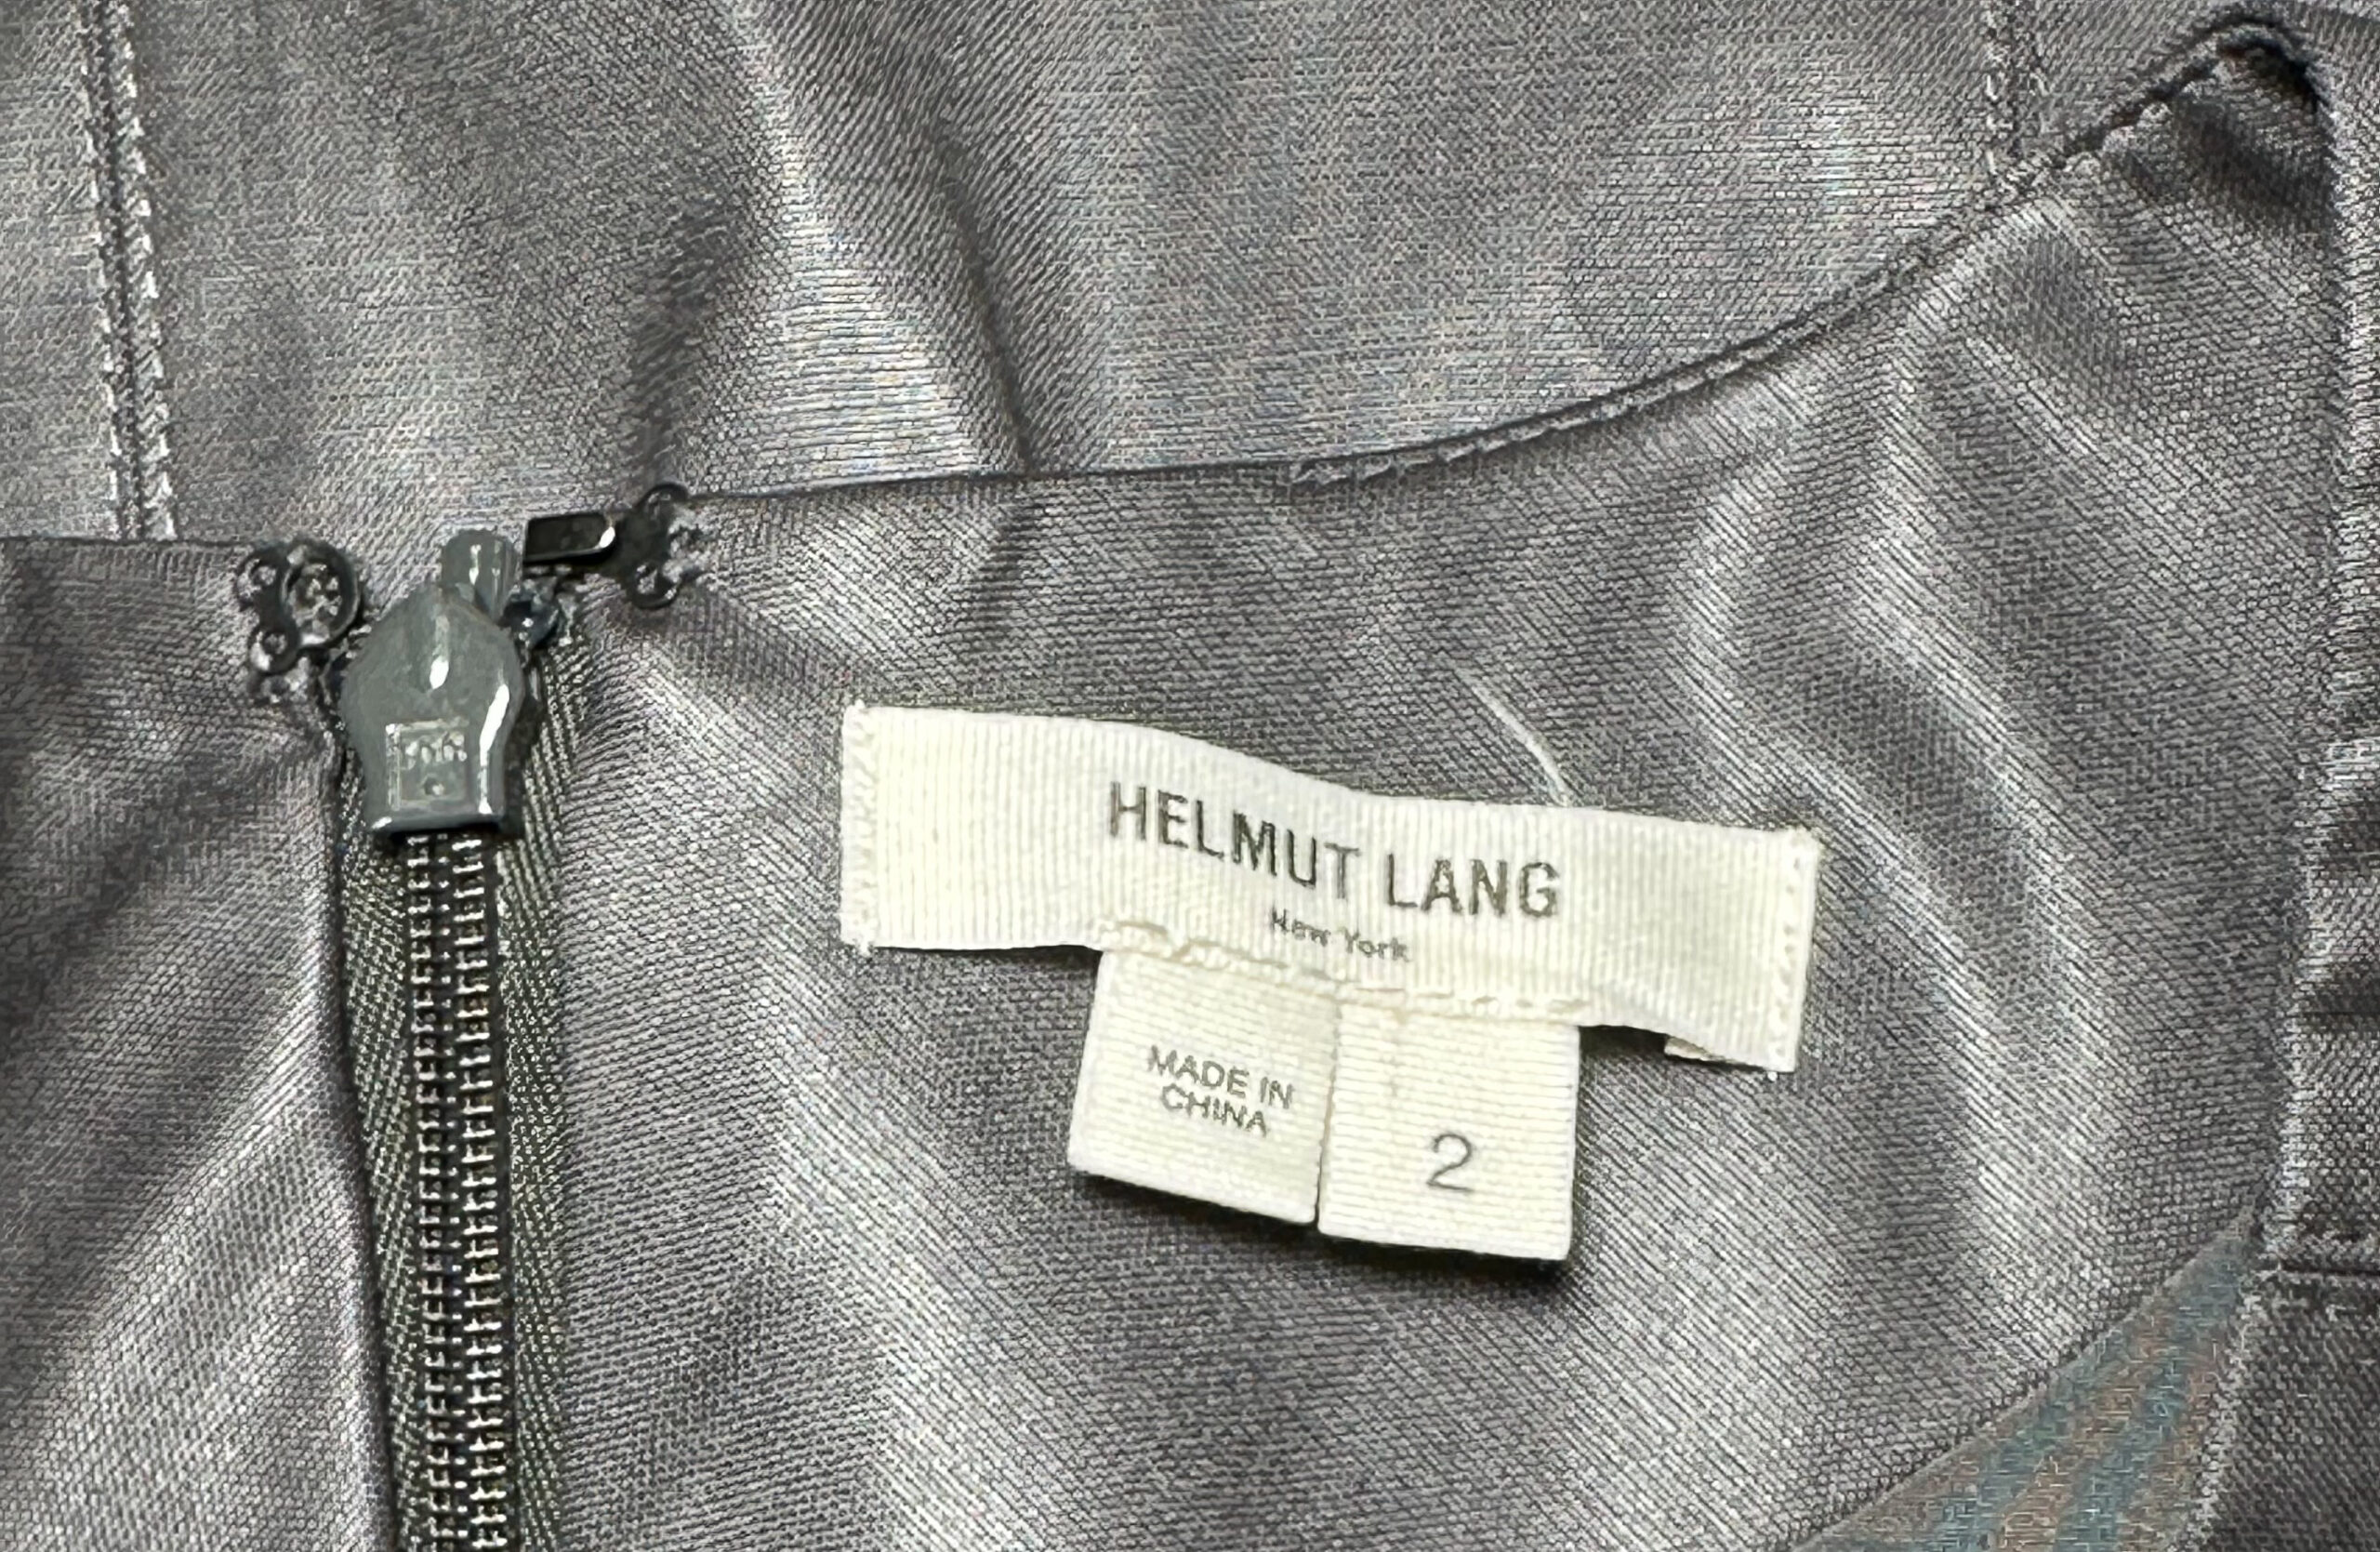 HELMUT LANG
New York
MADE IN
CHINA
2